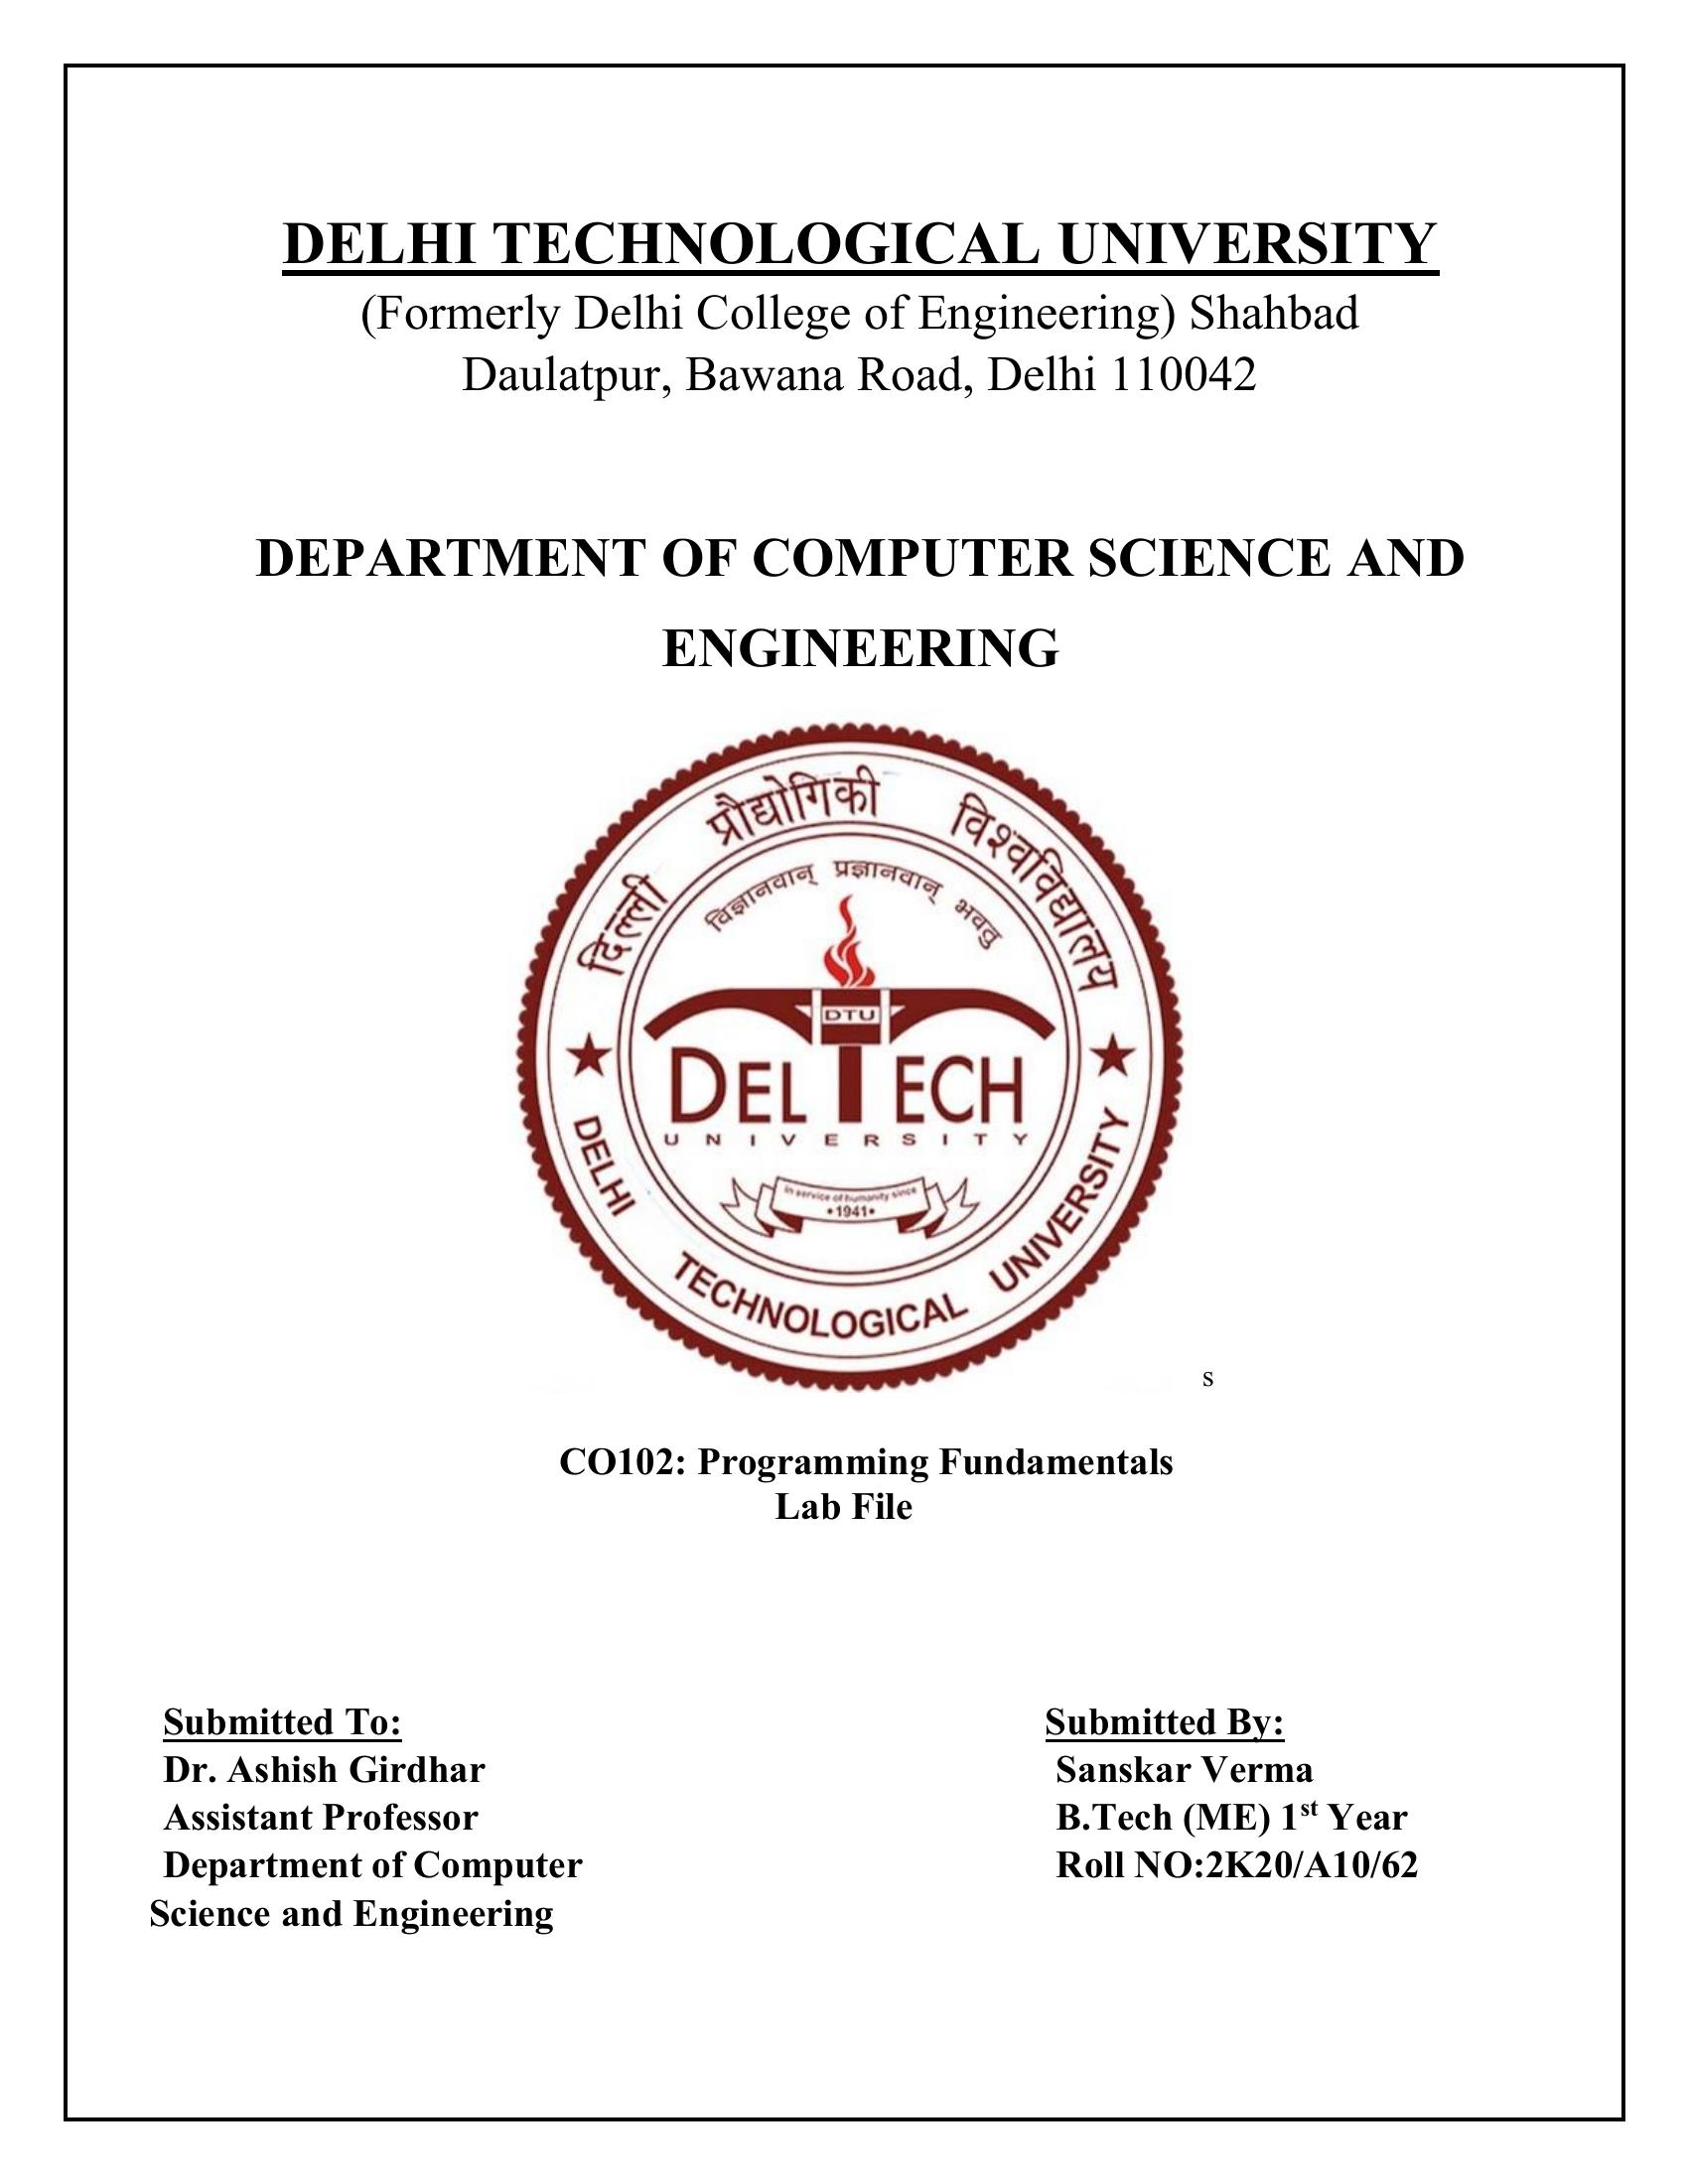 DELHI TECHNOLOGICAL UNIVERSITY
(Formerly Delhi College of Engineering) Shahbad
Daulatpur, Bawana Road, Delhi 110042
DEPARTMENT OF COMPUTER SCIENCE AND
ENGINEERING
दिल्ली प्रौद्योगिकी विश्वविद्यालय
विज्ञानवान् प्रज्ञानवान् भवतु
DTU
DELTECH
UNIVERSITY
In service of humanity since
•1941•
DELHI TECHNOLOGICAL UNIVERSITY
s
CO102: Programming Fundamentals
Lab File
Submitted To:
Dr. Ashish Girdhar
Assistant Professor
Department of Computer
Science and Engineering
Submitted By:
Sanskar Verma
B.Tech (ME) 1st Year
Roll NO:2K20/A10/62